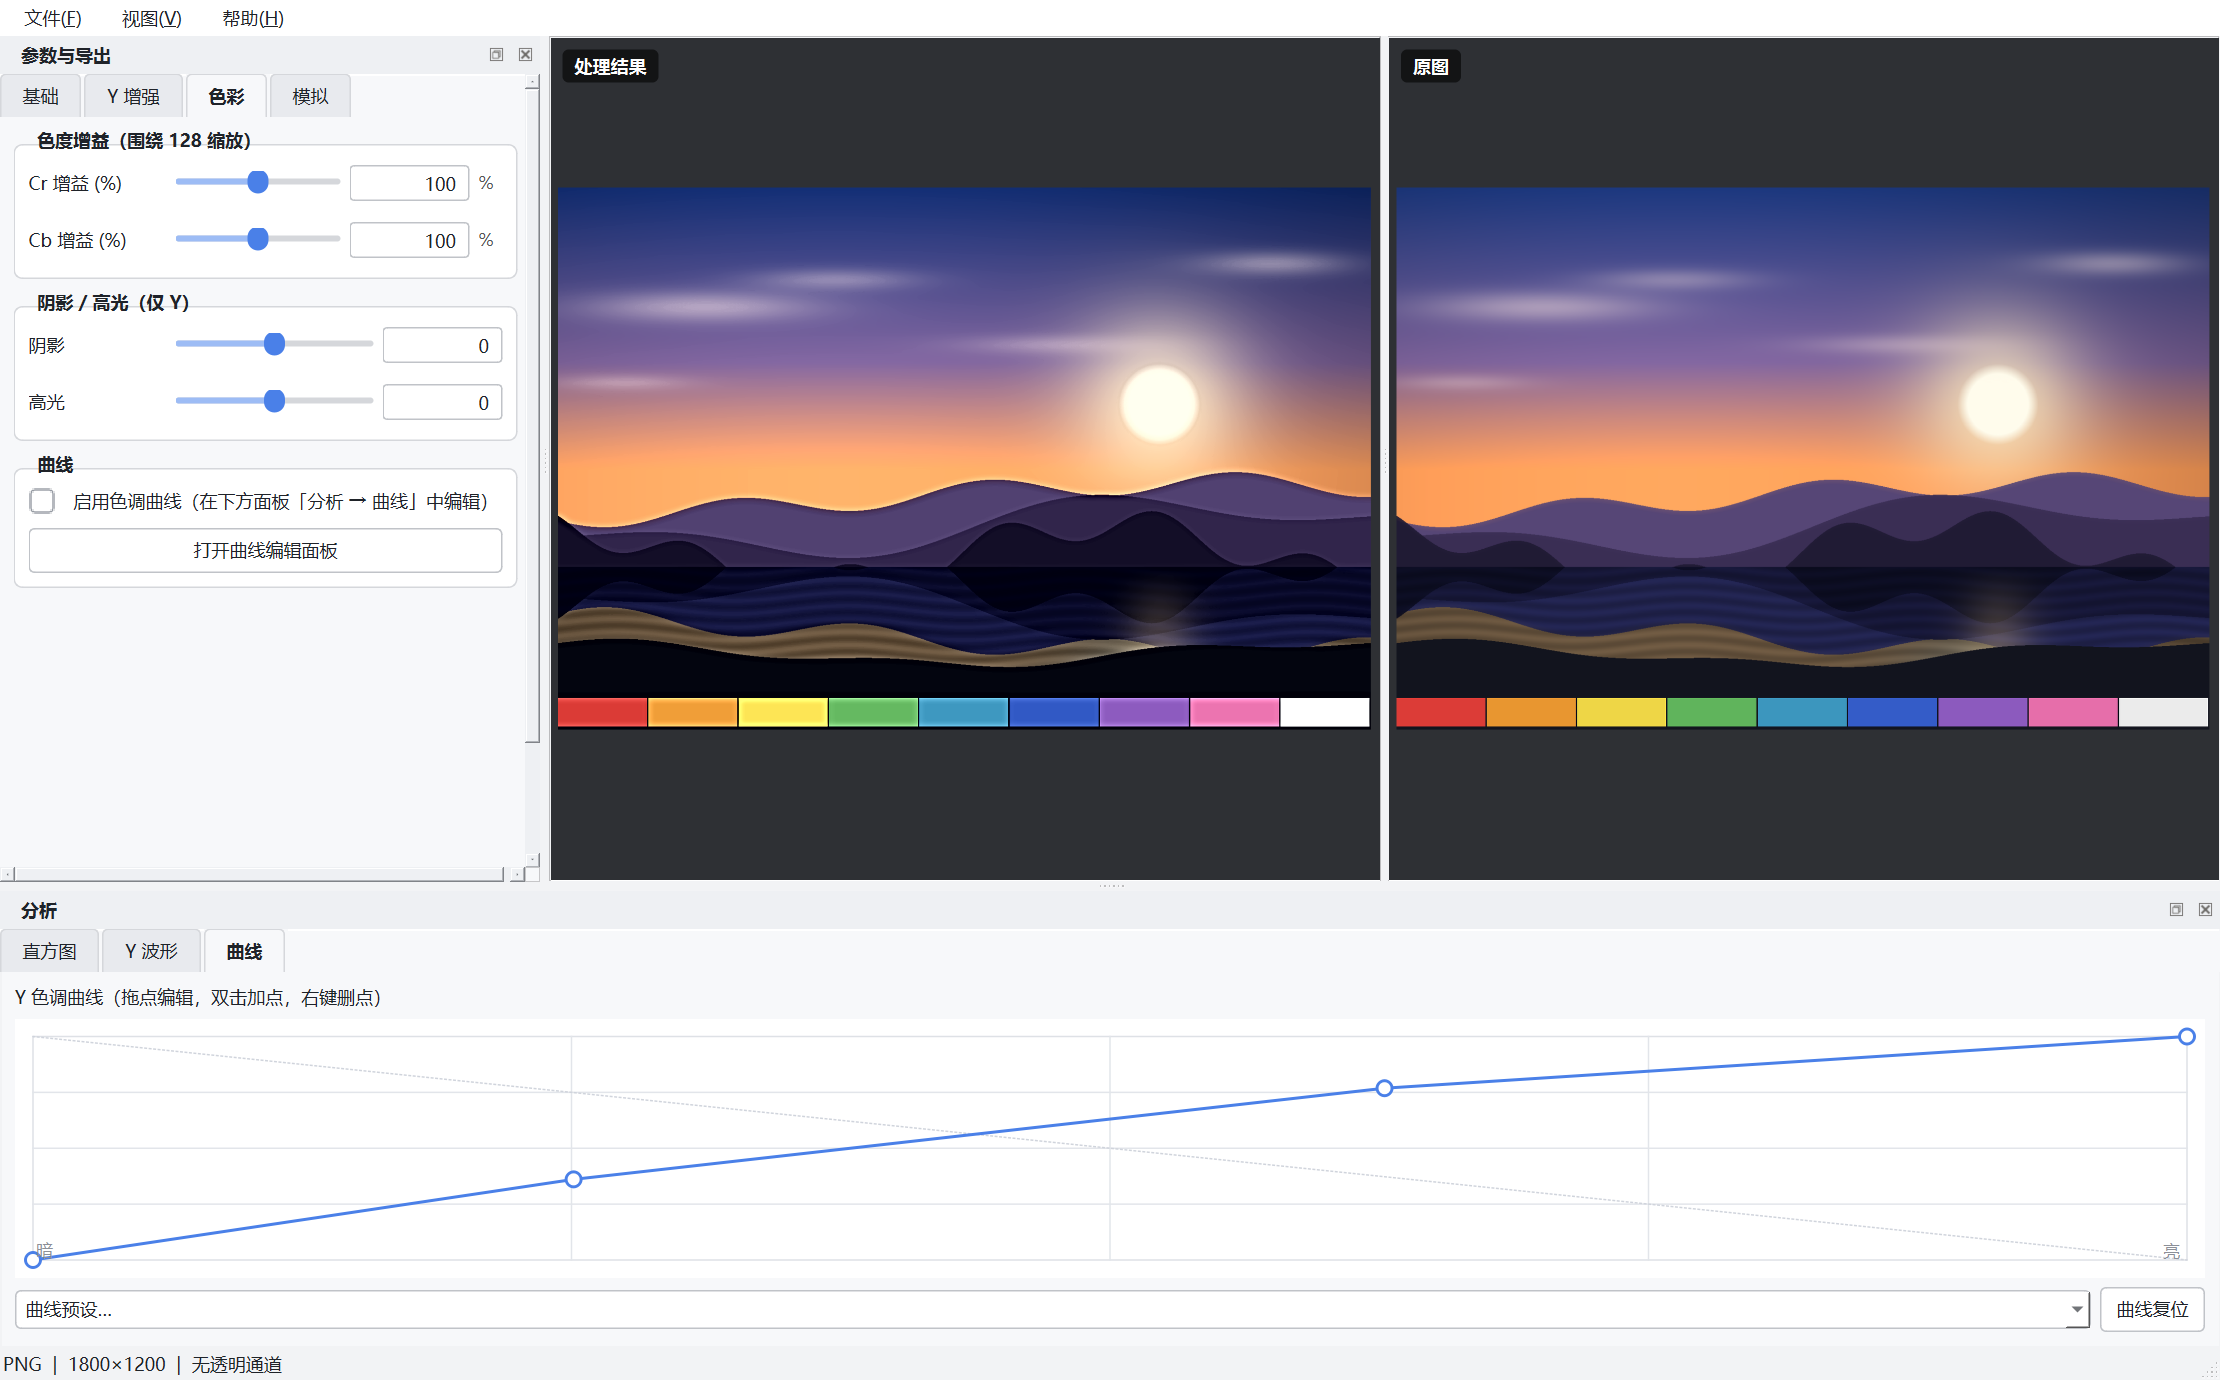 文件(F) 视图(V) 帮助(H)
参数与导出
基础 Y 增强 色彩 模拟
色度增益（围绕 128 缩放）
Cr 增益 (%) 100 %
Cb 增益 (%) 100 %
阴影 / 高光（仅 Y）
阴影 0
高光 0
曲线
启用色调曲线（在下方面板「分析 → 曲线」中编辑）
打开曲线编辑面板
处理结果
原图
分析
直方图 Y 波形 曲线
Y 色调曲线（拖点编辑，双击加点，右键删点）
暗 亮
曲线预设... 曲线复位
PNG | 1800×1200 | 无透明通道